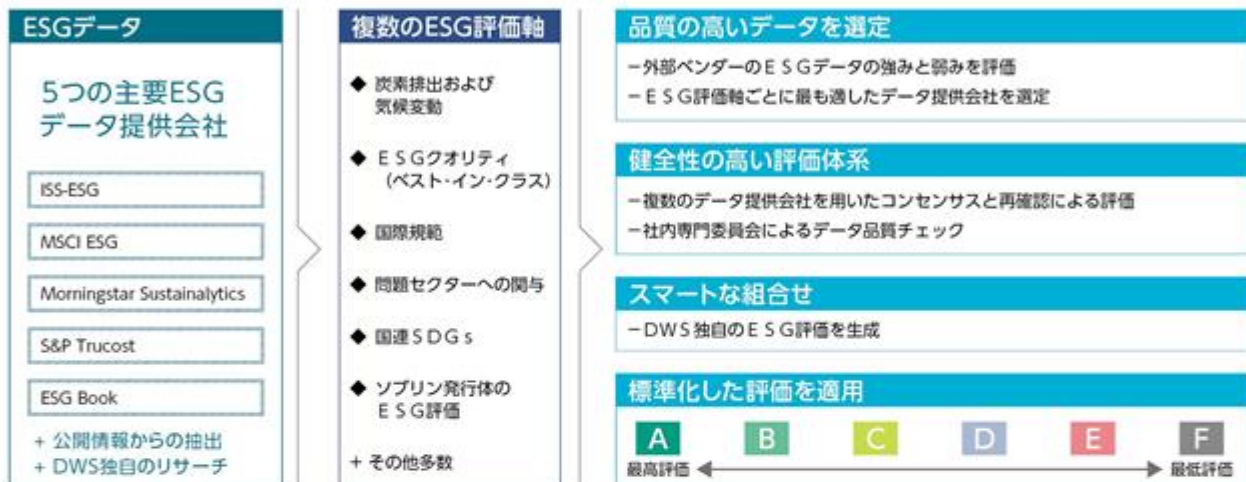 ESGデータ
5つの主要ESG
データ提供会社
ISS-ESG
MSCI ESG
Morningstar Sustainalytics
S&P Trucost
ESG Book
+ 公開情報からの抽出
+ DWS独自のリサーチ
複数のESG評価軸
◆ 炭素排出および
気候変動
◆ ESGクオリティ
(ベスト・イン・クラス)
◆ 国際規範
◆ 問題セクターへの関与
◆ 国連SDGs
◆ ソブリン発行体の
ESG評価
+ その他多数
品質の高いデータを選定
－外部ベンダーのESGデータの強みと弱みを評価
－ESG評価軸ごとに最も適したデータ提供会社を選定
健全性の高い評価体系
－複数のデータ提供会社を用いたコンセンサスと再確認による評価
－社内専門委員会によるデータ品質チェック
スマートな組合せ
－DWS独自のESG評価を生成
標準化した評価を適用
A B C D E F
最高評価 最低評価